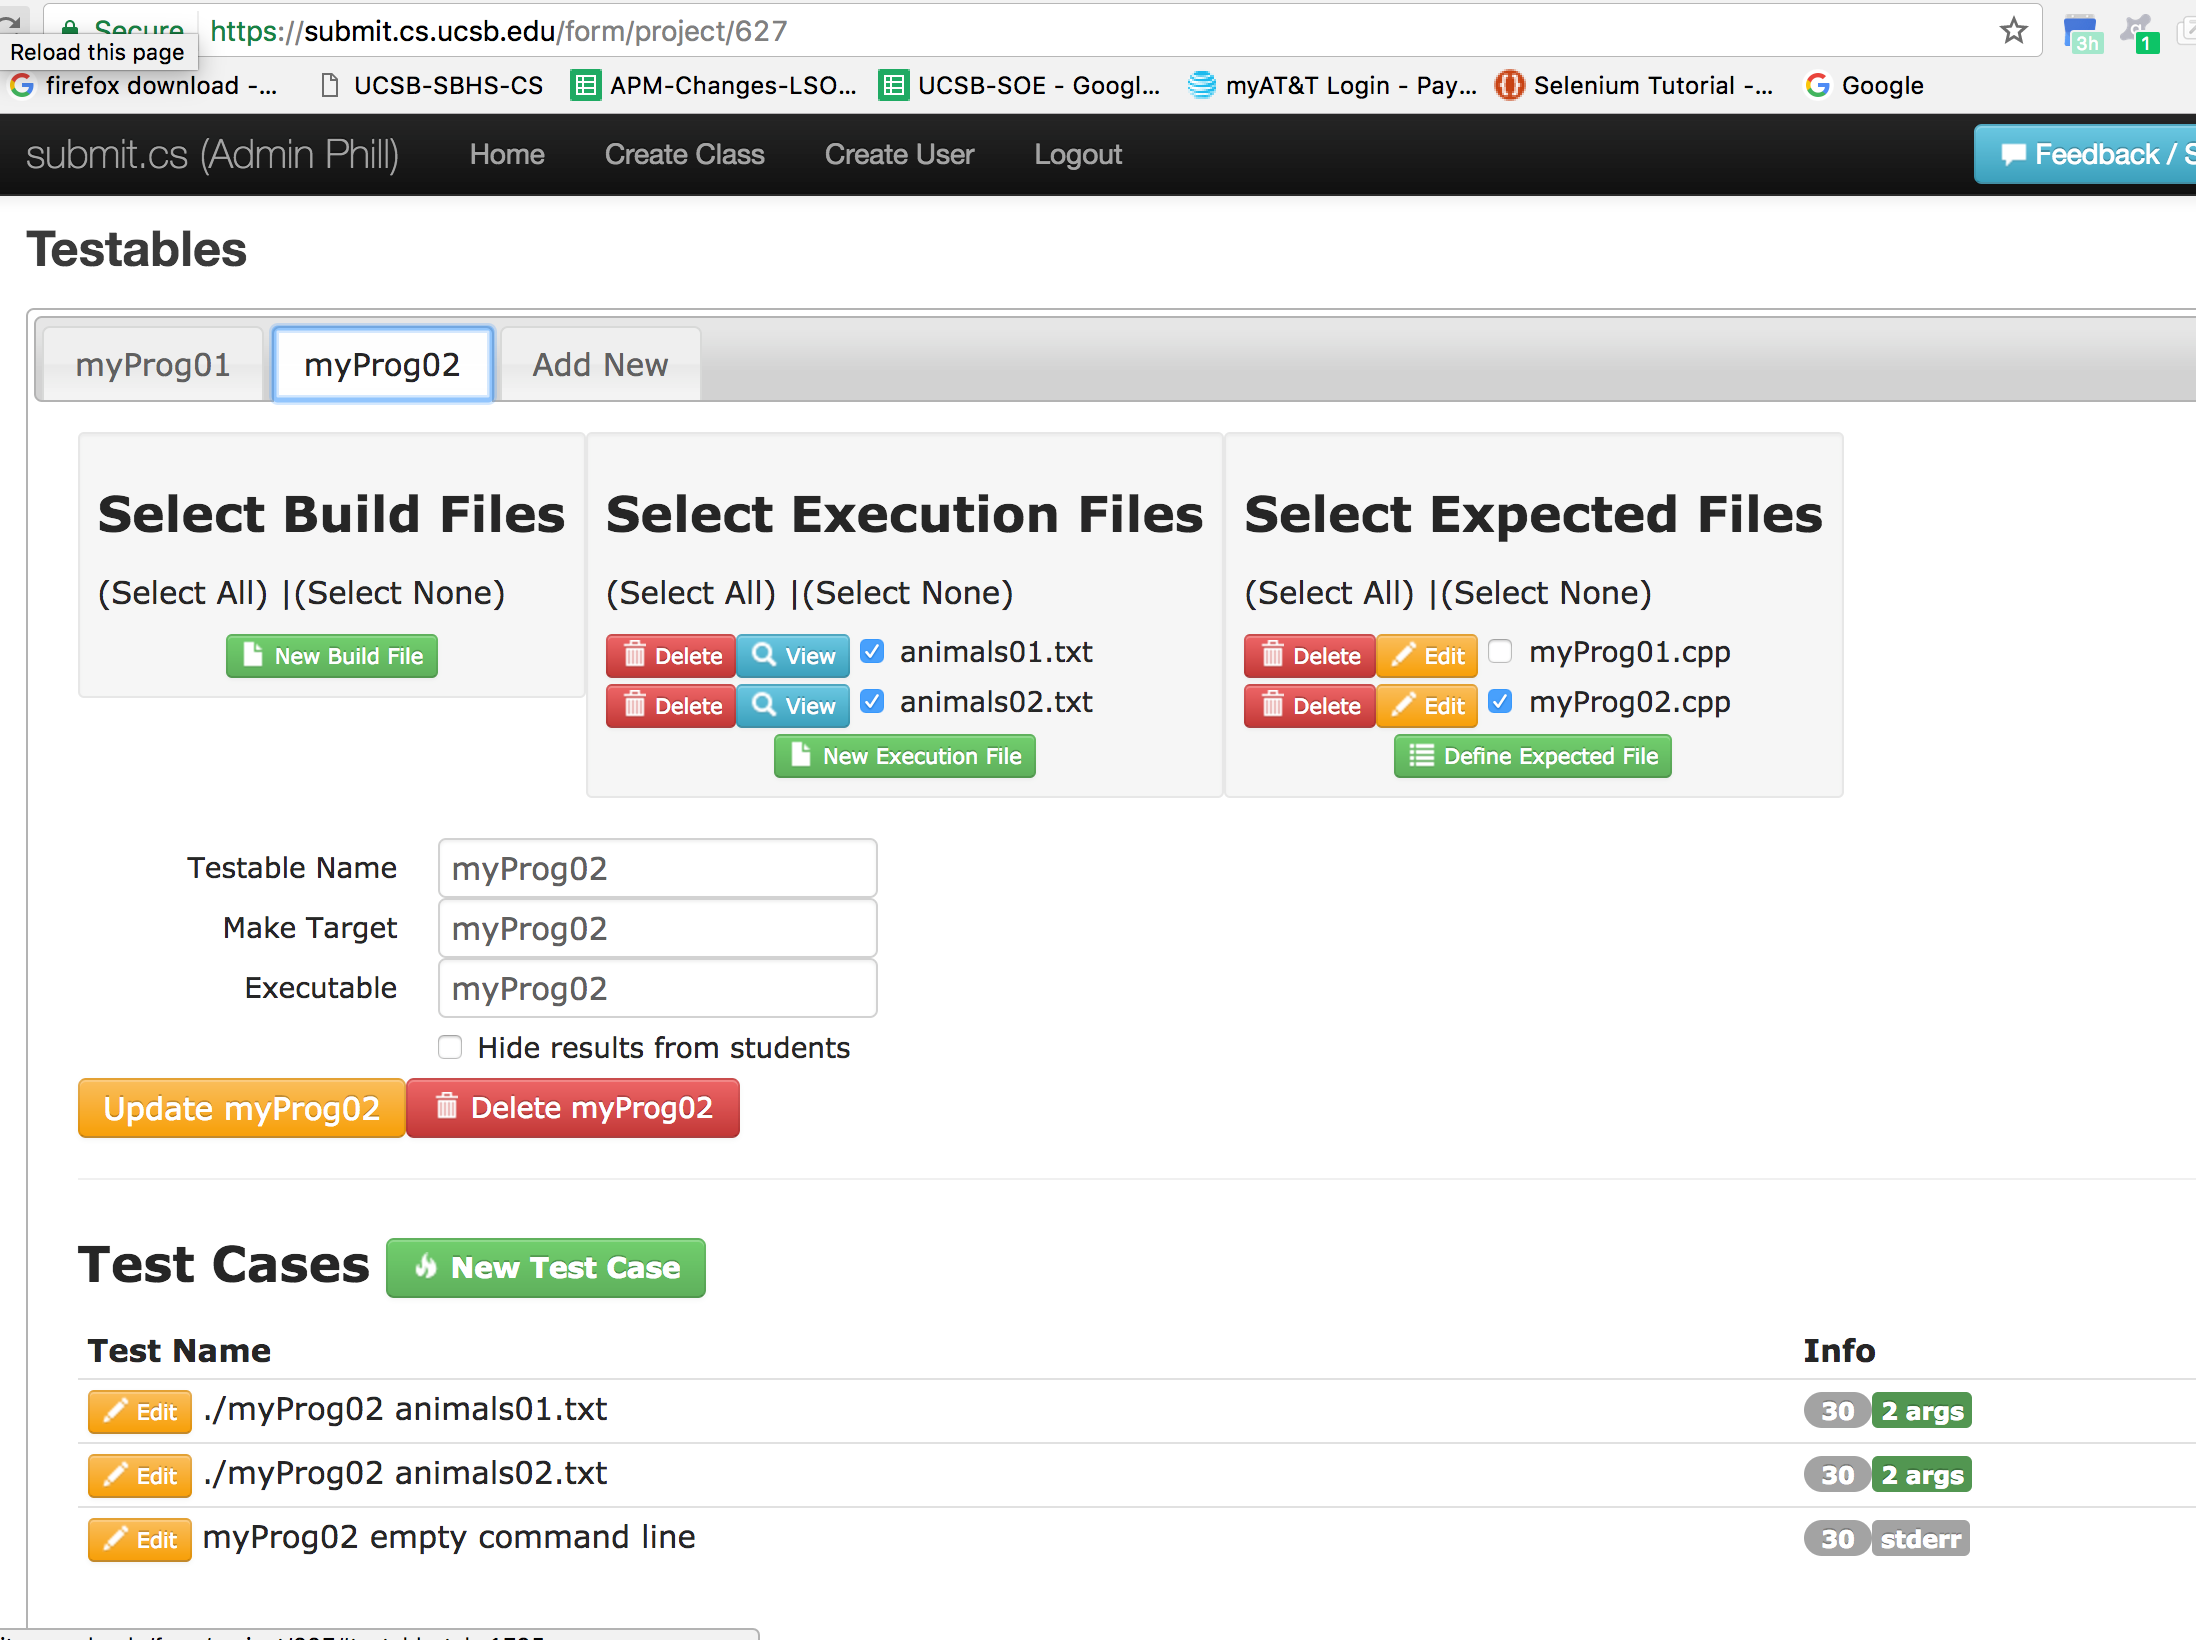 Secure https://submit.cs.ucsb.edu/form/project/627
3h 1
Reload this page
firefox download -... UCSB-SBHS-CS APM-Changes-LSO... UCSB-SOE - Googl... myAT&T Login - Pay... Selenium Tutorial -... Google
submit.cs (Admin Phill) Home Create Class Create User Logout Feedback / S
Testables
myProg01 myProg02 Add New
Select Build Files
(Select All) |(Select None)
New Build File
Select Execution Files
(Select All) |(Select None)
Delete View animals01.txt
Delete View animals02.txt
New Execution File
Select Expected Files
(Select All) |(Select None)
Delete Edit myProg01.cpp
Delete Edit myProg02.cpp
Define Expected File
Testable Name myProg02
Make Target myProg02
Executable myProg02
Hide results from students
Update myProg02 Delete myProg02
Test Cases New Test Case
Test Name Info
Edit ./myProg02 animals01.txt 30 2 args
Edit ./myProg02 animals02.txt 30 2 args
Edit myProg02 empty command line 30 stderr